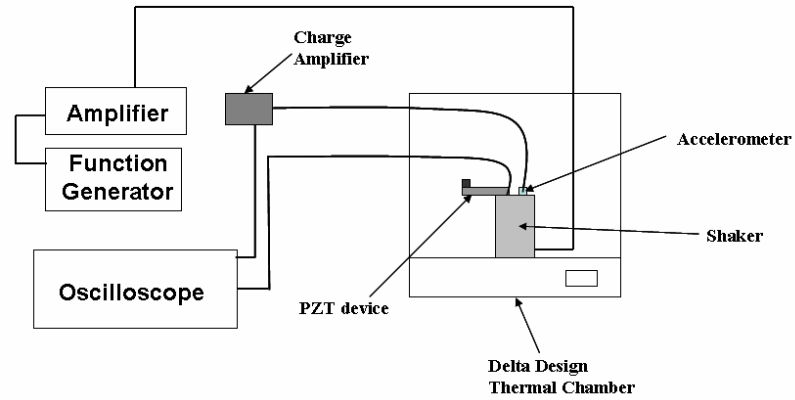 Charge
Amplifier
Amplifier
Function
Generator
Accelerometer
Shaker
Oscilloscope
PZT device
Delta Design
Thermal Chamber